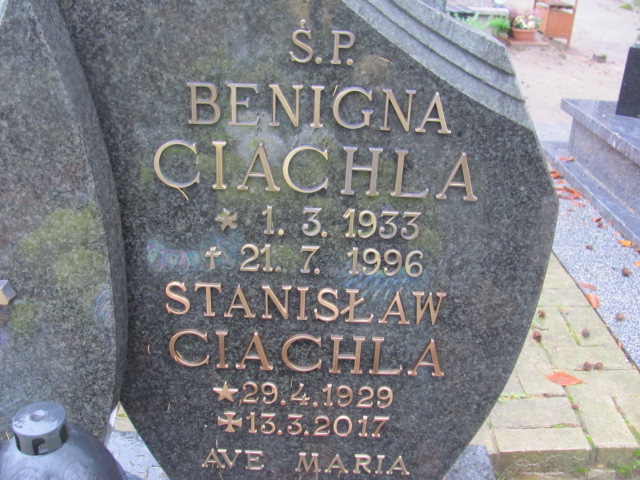 Ś.P.
BENIGNA
CIACHLA
* 1. 3. 1933
† 21. 7. 1996
STANISŁAW
CIACHLA
★29.4.1929
✠13.3.2017
AVE MARIA